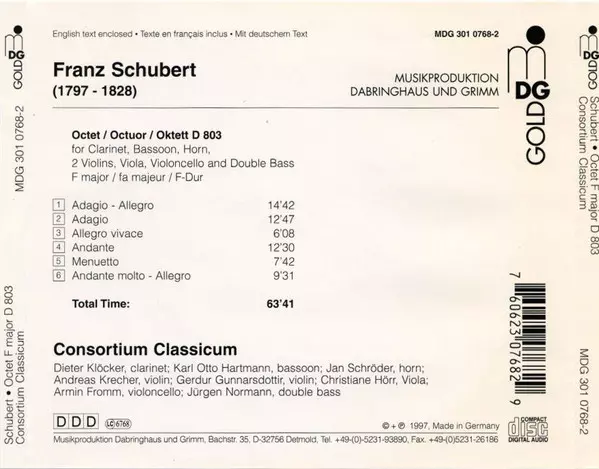 English text enclosed • Texte en français inclus • Mit deutschem Text
MDG 301 0768-2
Franz Schubert
(1797 - 1828)
MUSIKPRODUKTION
DABRINGHAUS UND GRIMM
MDG
GOLD
Octet / Octuor / Oktett D 803
for Clarinet, Bassoon, Horn,
2 Violins, Viola, Violoncello and Double Bass
F major / fa majeur / F-Dur
1 Adagio - Allegro 14'42
2 Adagio 12'47
3 Allegro vivace 6'08
4 Andante 12'30
5 Menuetto 7'42
6 Andante molto - Allegro 9'31
Total Time: 63'41
Consortium Classicum
Dieter Klöcker, clarinet; Karl Otto Hartmann, bassoon; Jan Schröder, horn;
Andreas Krecher, violin; Gerdur Gunnarsdottir, violin; Christiane Hörr, Viola;
Armin Fromm, violoncello; Jürgen Normann, double bass
DDD LC 6768
© + ℗ 1997, Made in Germany
Musikproduktion Dabringhaus und Grimm, Bachstr. 35, D-32756 Detmold, Tel. +49-(0)-5231-93890, Fax. +49-(0)-5231-26186
COMPACT
disc
DIGITAL AUDIO
7 60623 07682 9
Schubert • Octet F major D 803
Consortium Classicum
MDG 301 0768-2
MDG
GOLD
MDG
GOLD
Schubert • Octet F major D 803
Consortium Classicum
MDG 301 0768-2